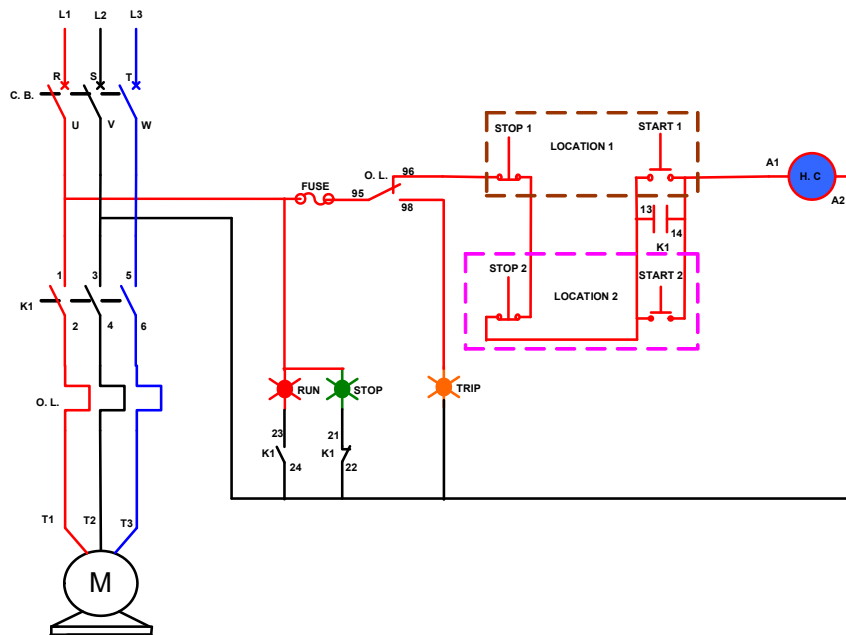 L1 L2 L3
R S T
C. B.
U V W
STOP 1 LOCATION 1 START 1
A1 H. C
A2
FUSE O. L. 96
95
98
13
14
K1
STOP 2 LOCATION 2 START 2
1 3 5
K1
2 4 6
O. L.
RUN STOP TRIP
23 21
K1 K1
24 22
T1 T2 T3
M